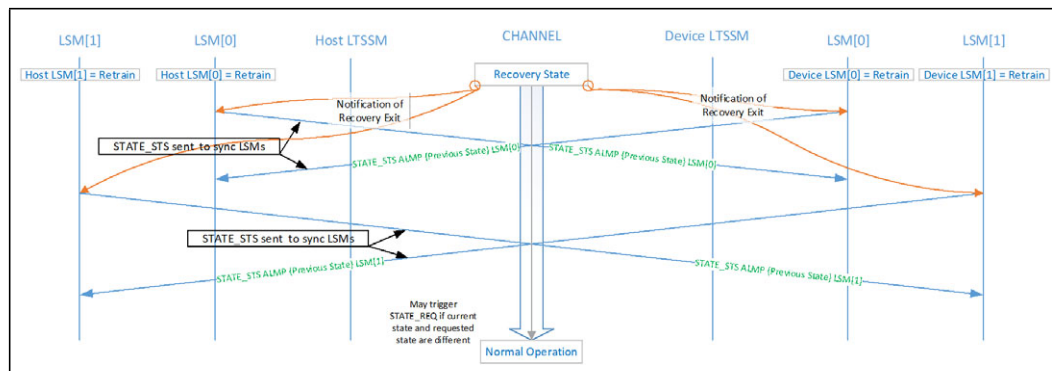 LSM[1] LSM[0] Host LTSSM CHANNEL Device LTSSM LSM[0] LSM[1]
Host LSM[1] = Retrain Host LSM[0] = Retrain Recovery State Device LSM[0] = Retrain Device LSM[1] = Retrain
Notification of
Recovery Exit
Notification of
Recovery Exit
STATE_STS sent to sync LSMs
STATE_STS ALMP (Previous State) LSM[0]
STATE_STS ALMP (Previous State) LSM[0]
STATE_STS sent to sync LSMs
STATE_STS ALMP (Previous State) LSM[1]
STATE_STS ALMP (Previous State) LSM[1]
May trigger
STATE_REQ if current
state and requested
state are different
Normal Operation